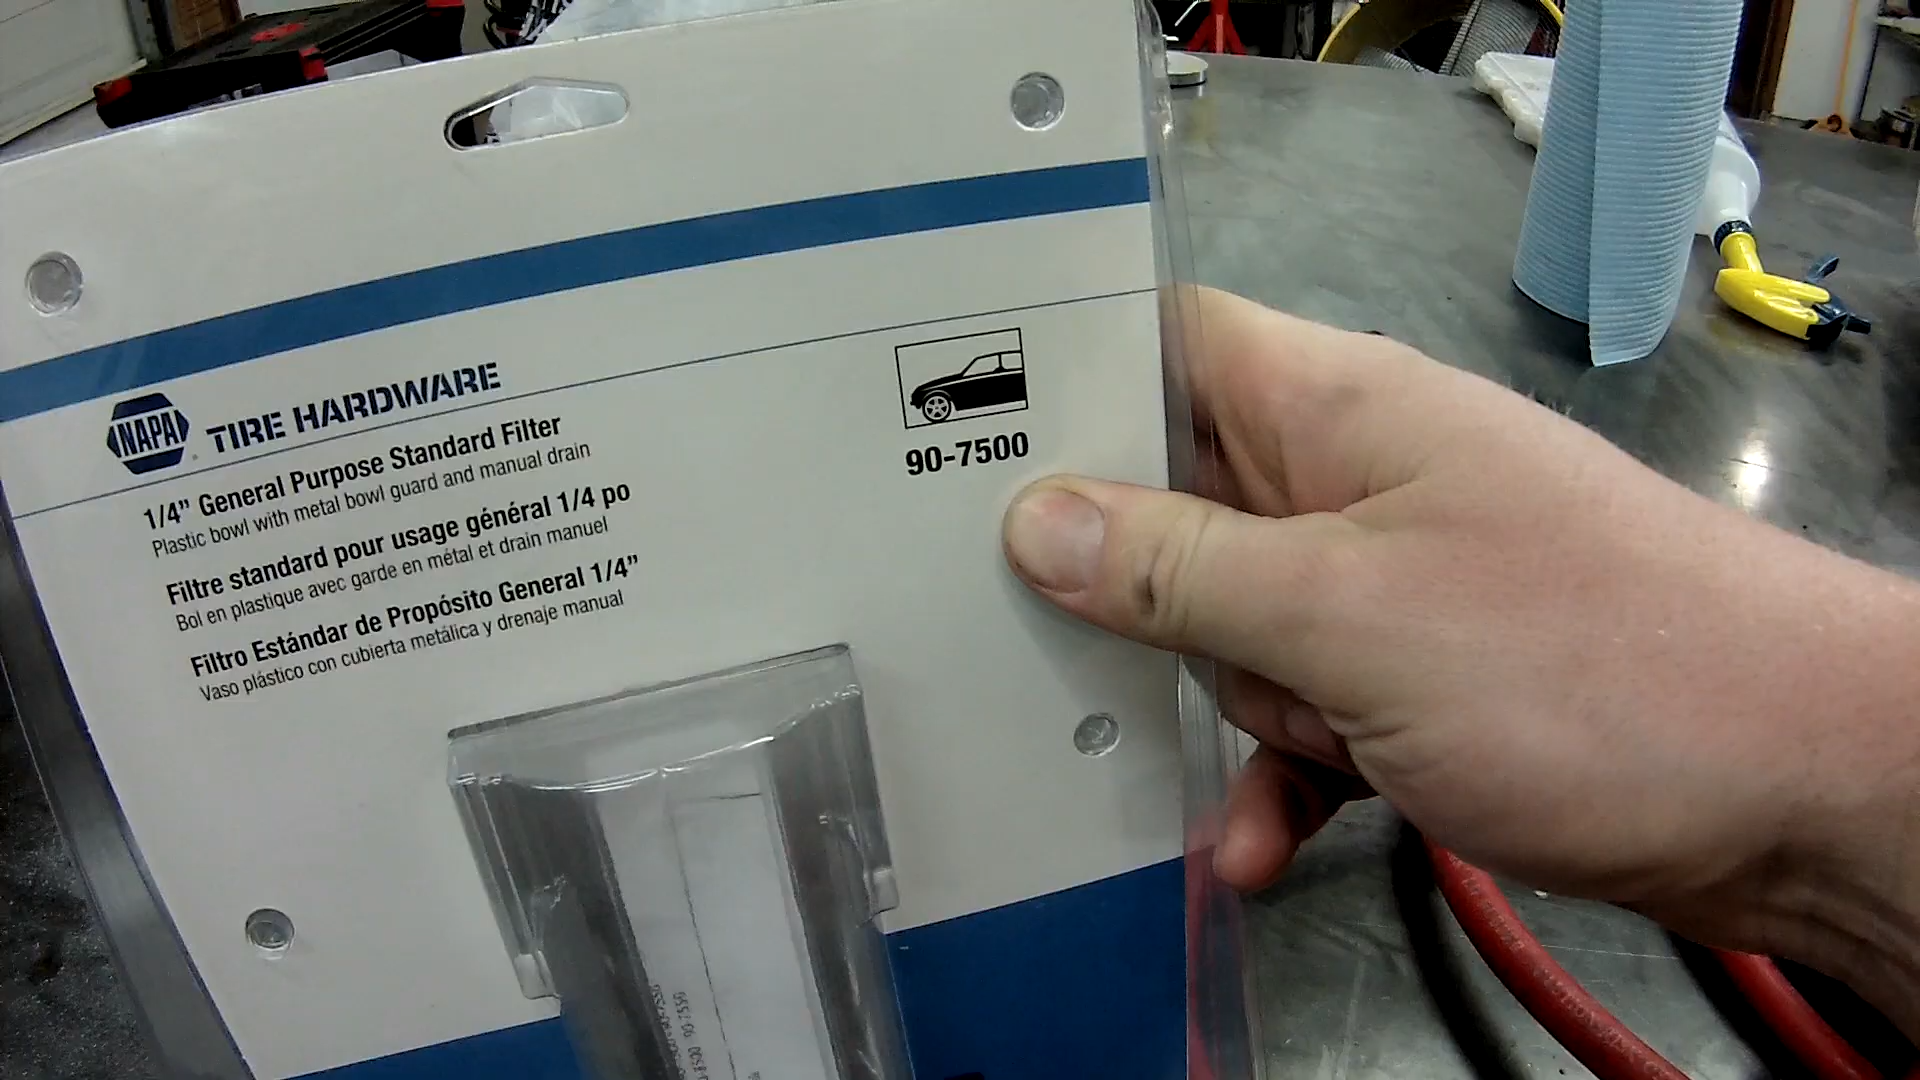 NAPA TIRE HARDWARE
1/4” General Purpose Standard Filter
Plastic bowl with metal bowl guard and manual drain
Filtre standard pour usage général 1/4 po
Bol en plastique avec garde en métal et drain manuel
Filtro Estándar de Propósito General 1/4”
Vaso plástico con cubierta metálica y drenaje manual
90-7500